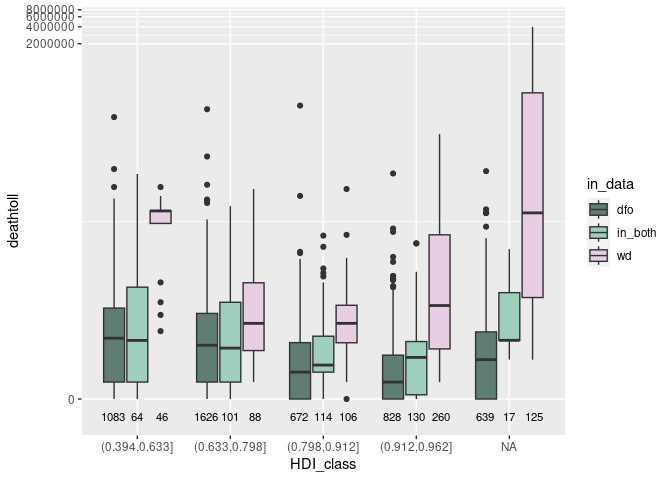 8000000
6000000
4000000
2000000
0
deathtoll
1083 64 46 1626 101 88 672 114 106 828 130 260 639 17 125
(0.394,0.633] (0.633,0.798] (0.798,0.912] (0.912,0.962] NA
HDI_class
in_data
dfo
in_both
wd